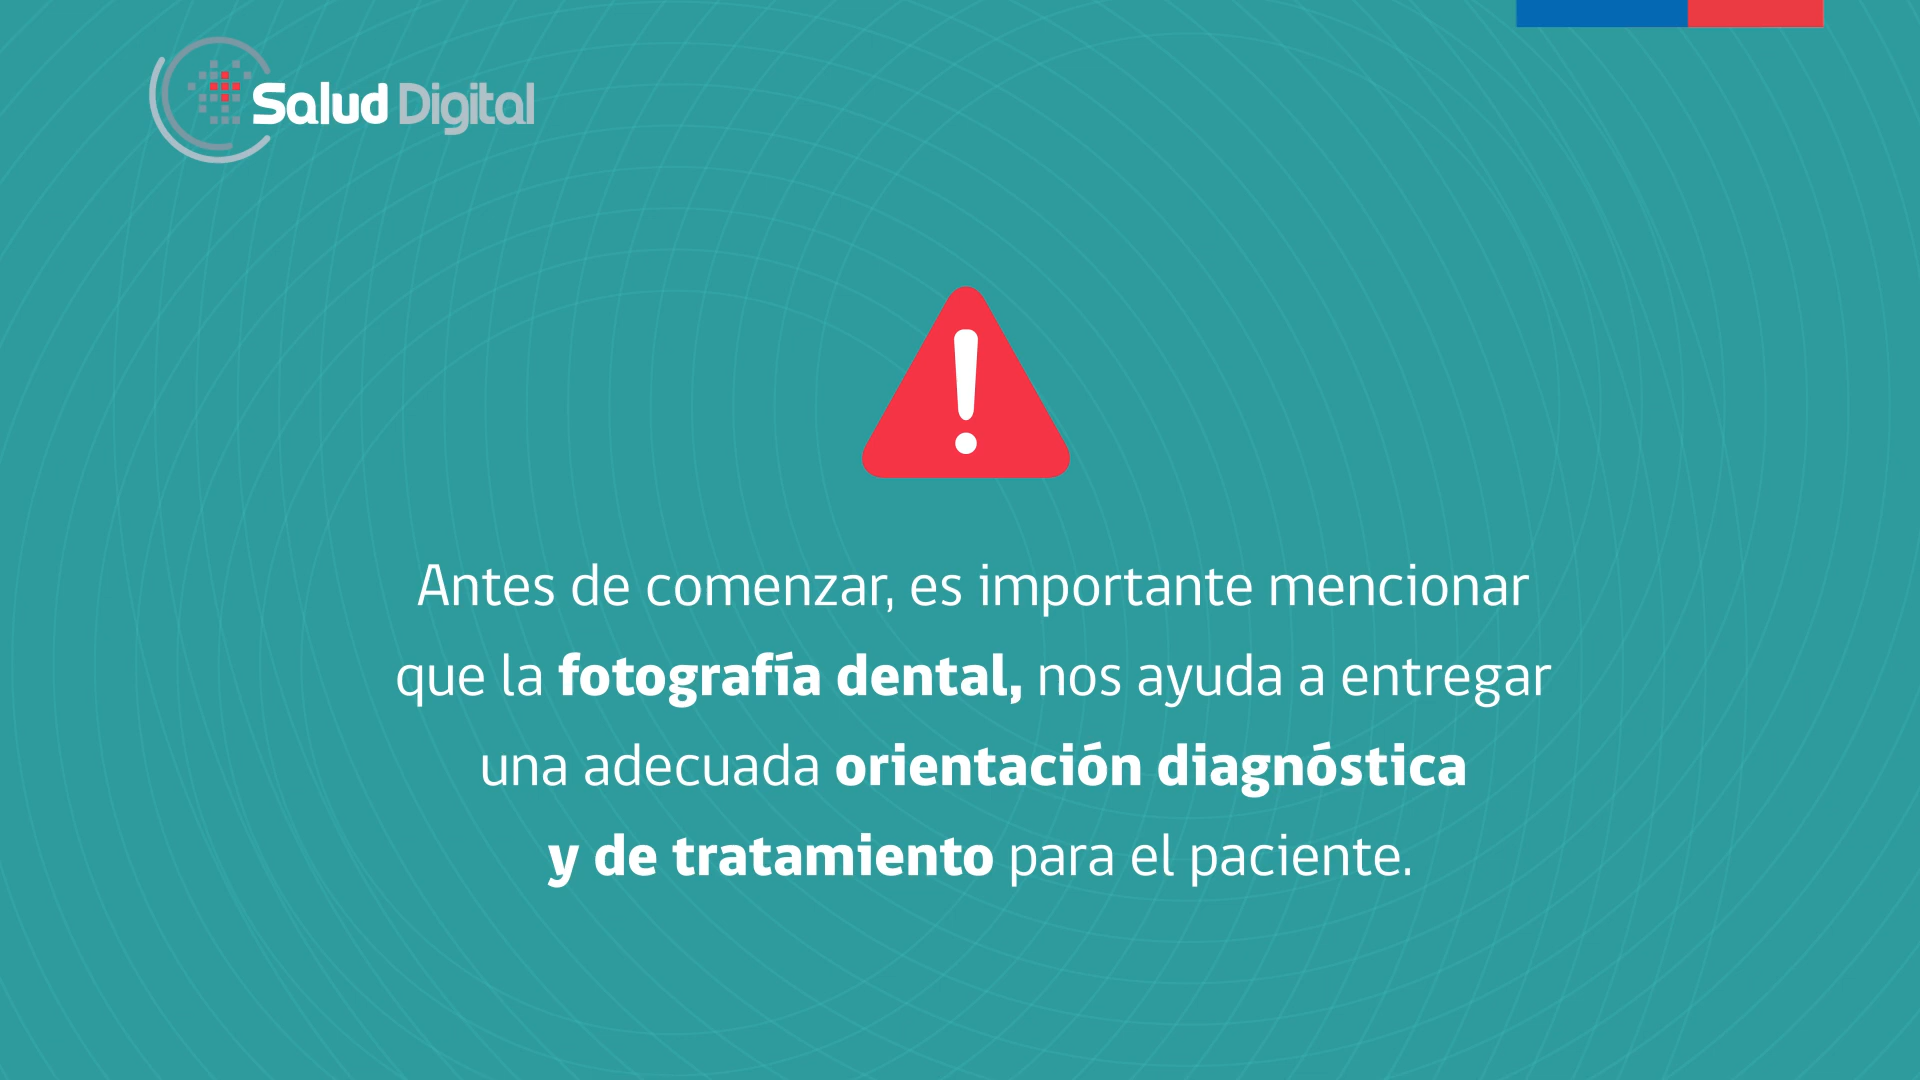 Salud Digital
Antes de comenzar, es importante mencionar
que la fotografía dental, nos ayuda a entregar
una adecuada orientación diagnóstica
y de tratamiento para el paciente.